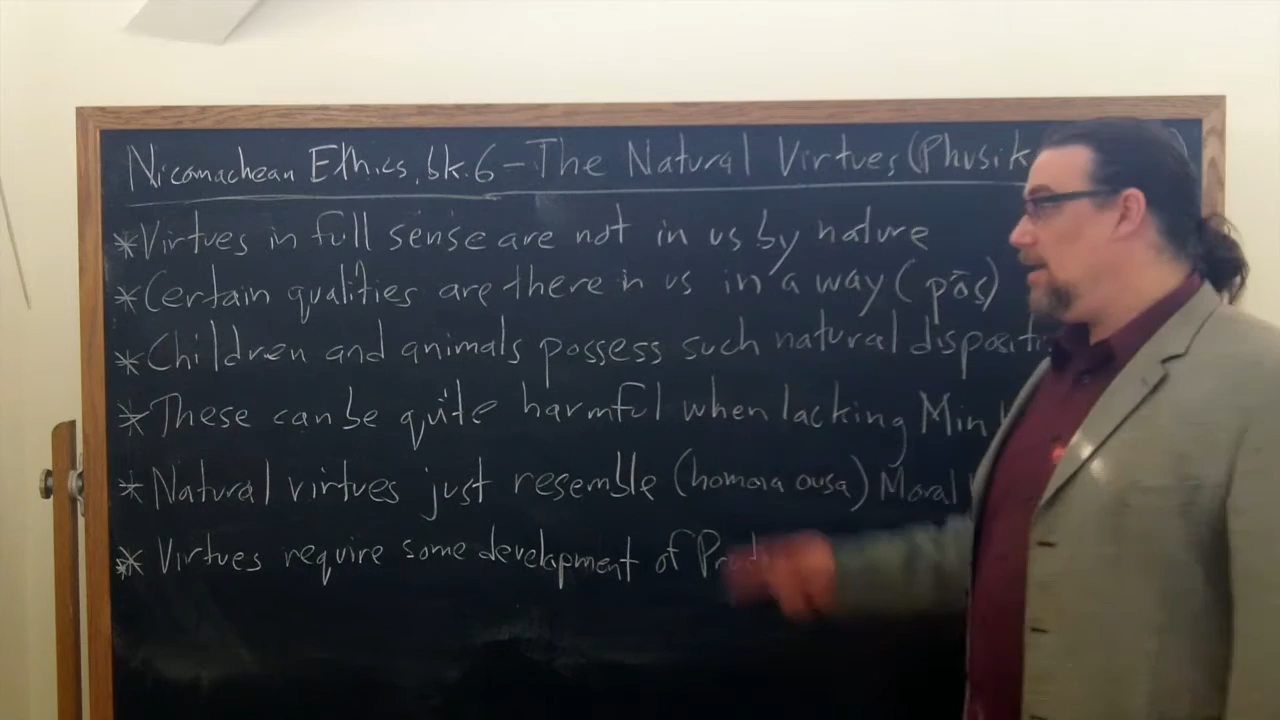 Nicomachean Ethics, bk.6 - The Natural Virtues (Phusik
* Virtues in full sense are not in us by nature
* Certain qualities are there in us in a way (pōs)
* Children and animals possess such natural dispositi
* These can be quite harmful when lacking Min
* Natural virtues just resemble (homoia ousa) Moral
* Virtues require some development of